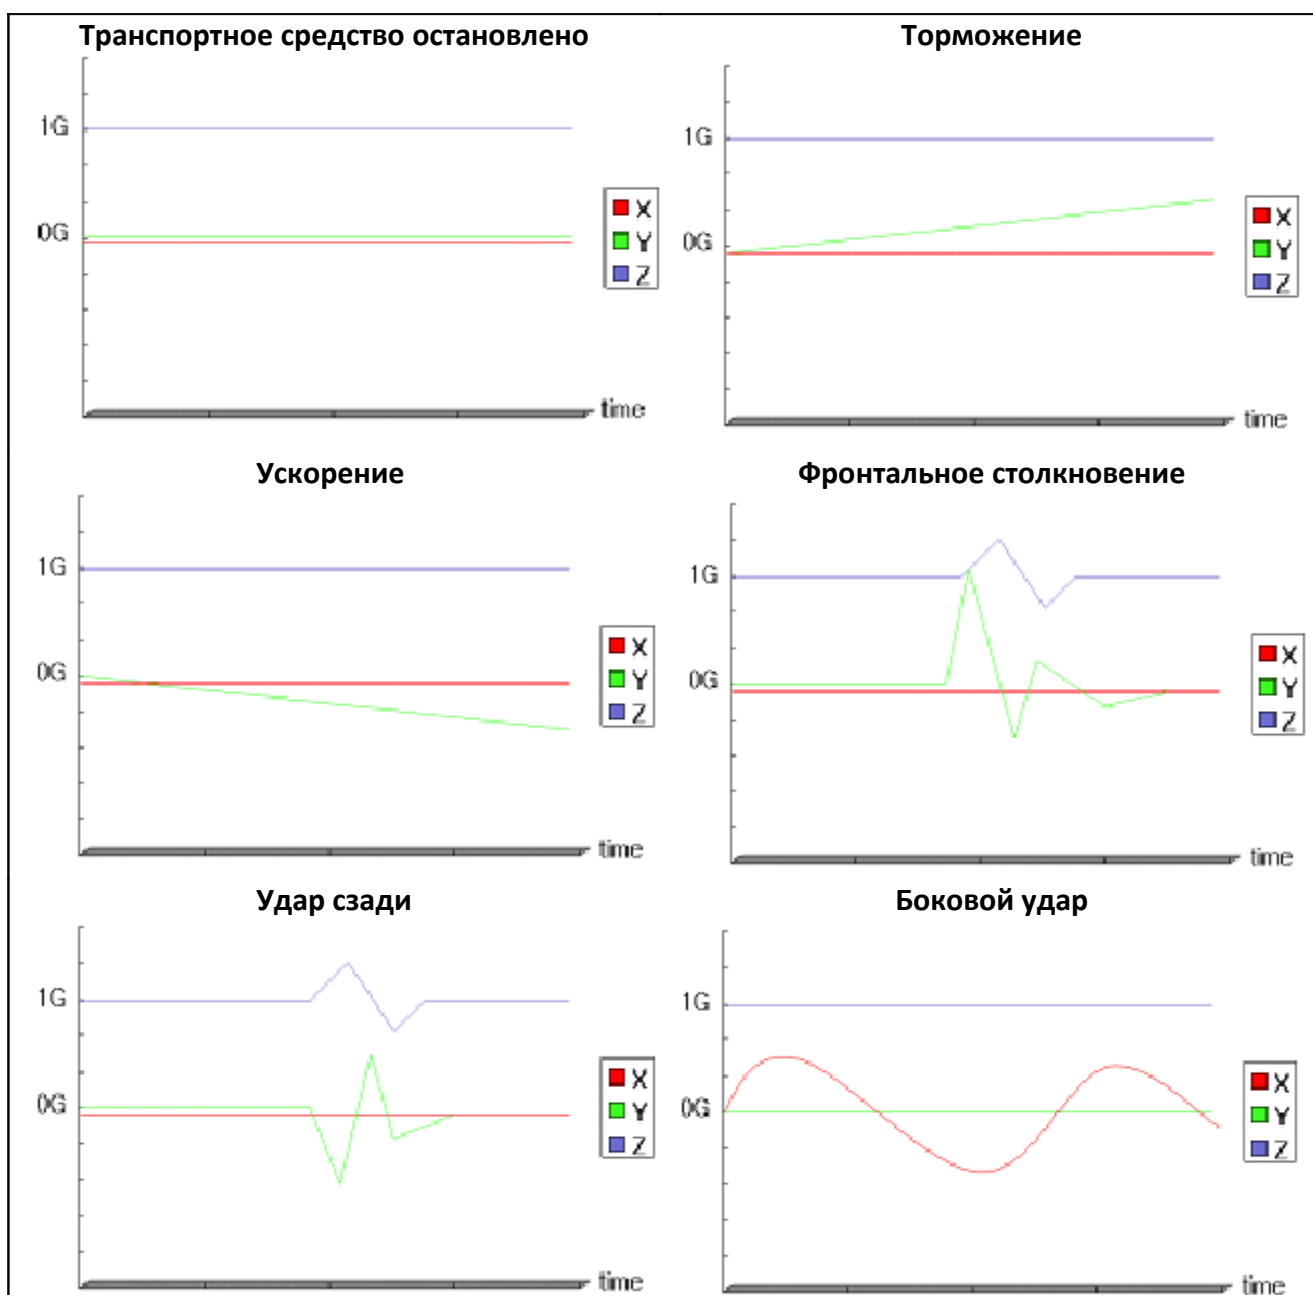 Транспортное средство остановлено
1G
0G
X
Y
Z
time
Торможение
1G
0G
X
Y
Z
time
Ускорение
1G
0G
X
Y
Z
time
Фронтальное столкновение
1G
0G
X
Y
Z
time
Удар сзади
1G
0G
X
Y
Z
time
Боковой удар
1G
0G
X
Y
Z
time